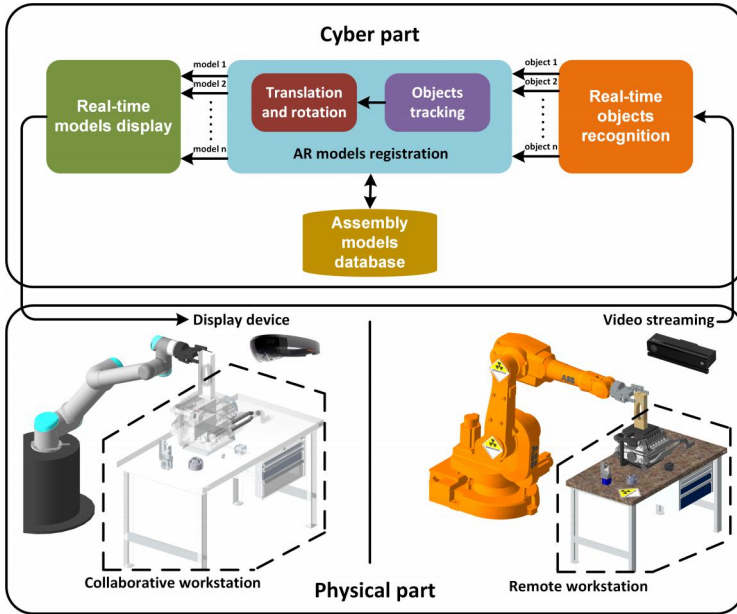 Cyber part
Real-time
models display
model 1
model 2
model n
Translation
and rotation
Objects
tracking
AR models registration
object 1
object 2
object n
Real-time
objects
recognition
Assembly
models
database
Display device
Video streaming
ABB
Collaborative workstation
Physical part
Remote workstation